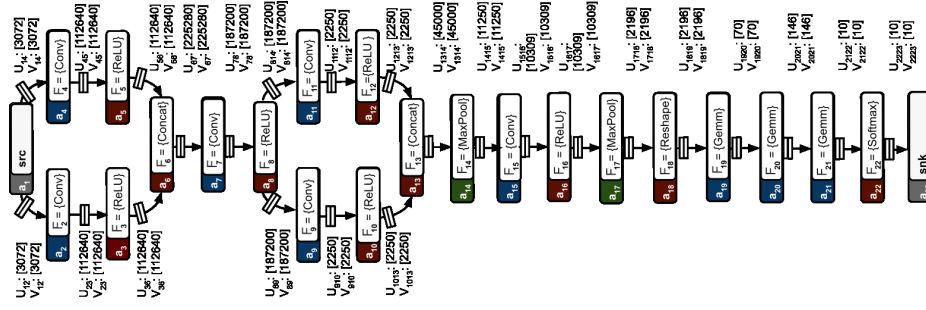 U₁₄: [3072]
V₁₄: [3072]
U₄₅: [112640]
V₄₅: [112640]
U₅₆: [112640]
V₅₆: [112640]
U₆₇: [225280]
V₆₇: [225280]
U₇₈: [187200]
V₇₈: [187200]
U₈₁₄: [187200]
V₈₁₄: [187200]
U₁₁₁₂: [2250]
V₁₁₁₂: [2250]
U₁₂₁₃: [2250]
V₁₂₁₃: [2250]
U₁₃₁₄: [45000]
V₁₃₁₄: [45000]
U₁₄₁₅: [11250]
V₁₄₁₅: [11250]
U₁₅₁₆: [10309]
V₁₅₁₆: [10309]
U₁₆₁₇: [10309]
V₁₆₁₇: [10309]
U₁₇₁₈: [2196]
V₁₇₁₈: [2196]
U₁₈₁₉: [2196]
V₁₈₁₉: [2196]
U₁₉₂₀: [70]
V₁₉₂₀: [70]
U₂₀₂₁: [146]
V₂₀₂₁: [146]
U₂₁₂₂: [10]
V₂₁₂₂: [10]
U₂₂₂₃: [10]
V₂₂₂₃: [10]
a₁ src
a₄ F₄ = {Conv}
a₅ F₅ = {ReLU}
a₂ F₂ = {Conv}
a₃ F₃ = {ReLU}
a₆ F₆ = {Concat}
a₇ F₇ = {Conv}
a₈ F₈ = {ReLU}
a₁₁ F₁₁ = {Conv}
a₁₂ F₁₂ = {ReLU }
a₉ F₉ = {Conv}
a₁₀ F₁₀ = {ReLU}
a₁₃ F₁₃ = {Concat}
a₁₄ F₁₄ = {MaxPool}
a₁₅ F₁₅ = {Conv}
a₁₆ F₁₆ = {ReLU}
a₁₇ F₁₇ = {MaxPool}
a₁₈ F₁₈ = {Reshape}
a₁₉ F₁₉ = {Gemm}
a₂₀ F₂₀ = {Gemm}
a₂₁ F₂₁ = {Gemm}
a₂₂ F₂₂ = {Softmax}
snk
U₁₂: [3072]
V₁₂: [3072]
U₂₃: [112640]
V₂₃: [112640]
U₃₆: [112640]
V₃₆: [112640]
U₈₉: [187200]
V₈₉: [187200]
U₉₁₀: [2250]
V₉₁₀: [2250]
U₁₀₁₃: [2250]
V₁₀₁₃: [2250]